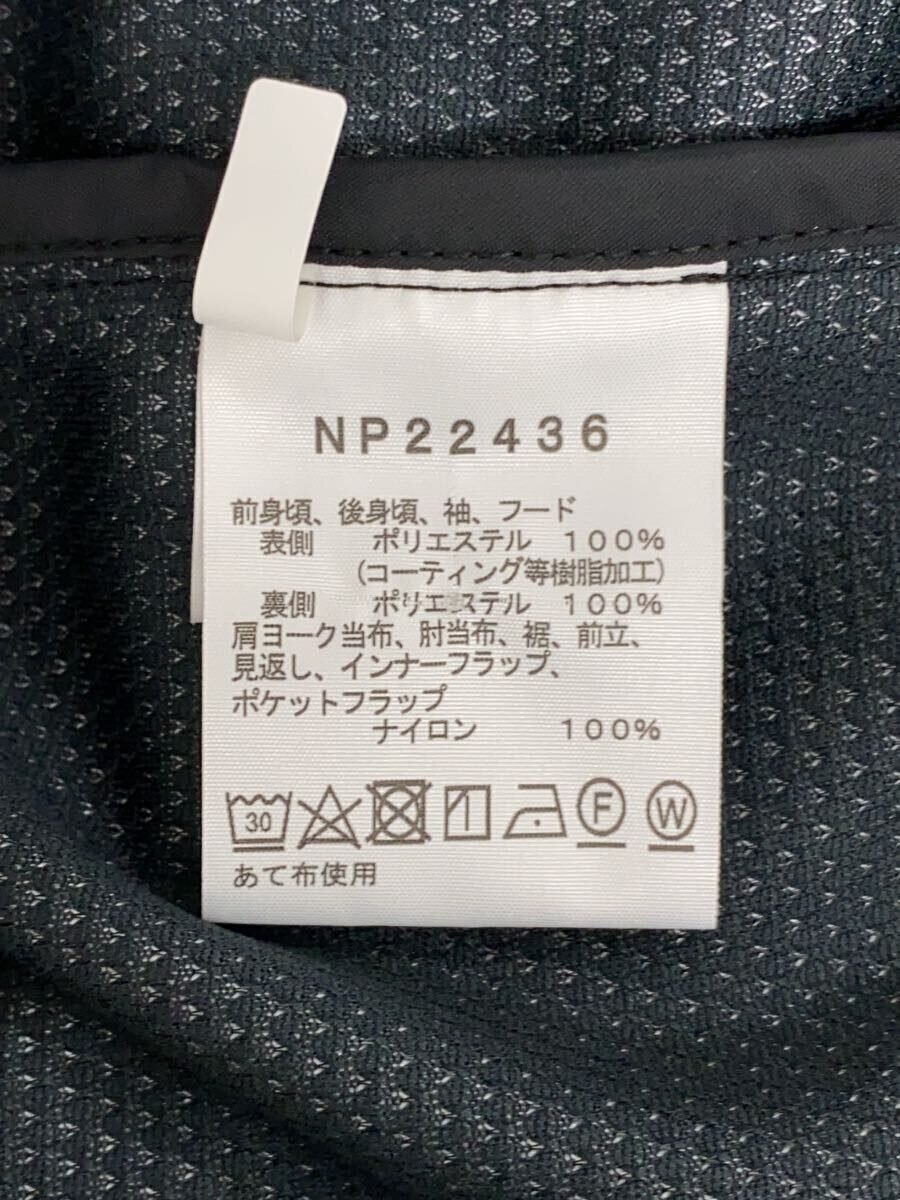 NP22436
前身頃、後身頃、袖、フード
表側 ポリエステル 100%
(コーティング等樹脂加工)
裏側 ポリエステル 100%
肩ヨーク当布、肘当布、裾、前立、
見返し、インナーフラップ、
ポケットフラップ
ナイロン 100%
30 F W
あて布使用